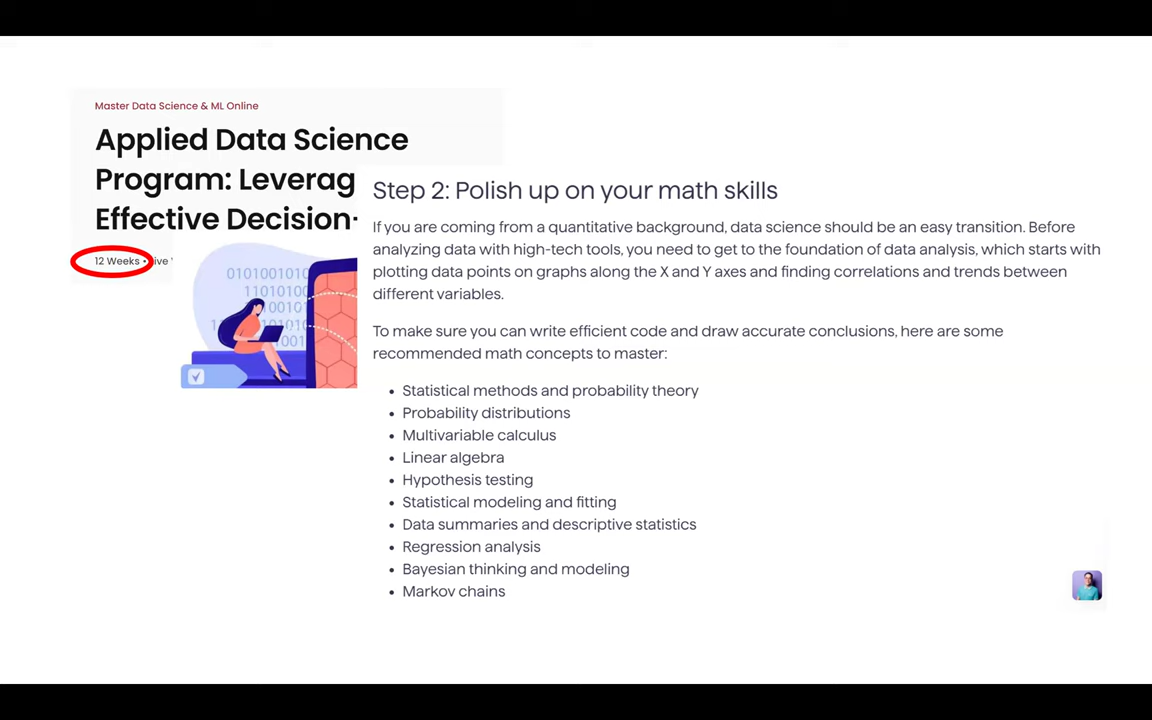 Master Data Science & ML Online
Applied Data Science
Program: Leverag
Effective Decision-
12 Weeks •
010100101
1110100
00101
001
Step 2: Polish up on your math skills
If you are coming from a quantitative background, data science should be an easy transition. Before
analyzing data with high-tech tools, you need to get to the foundation of data analysis, which starts with
plotting data points on graphs along the X and Y axes and finding correlations and trends between
different variables.
To make sure you can write efficient code and draw accurate conclusions, here are some
recommended math concepts to master:
• Statistical methods and probability theory
• Probability distributions
• Multivariable calculus
• Linear algebra
• Hypothesis testing
• Statistical modeling and fitting
• Data summaries and descriptive statistics
• Regression analysis
• Bayesian thinking and modeling
• Markov chains